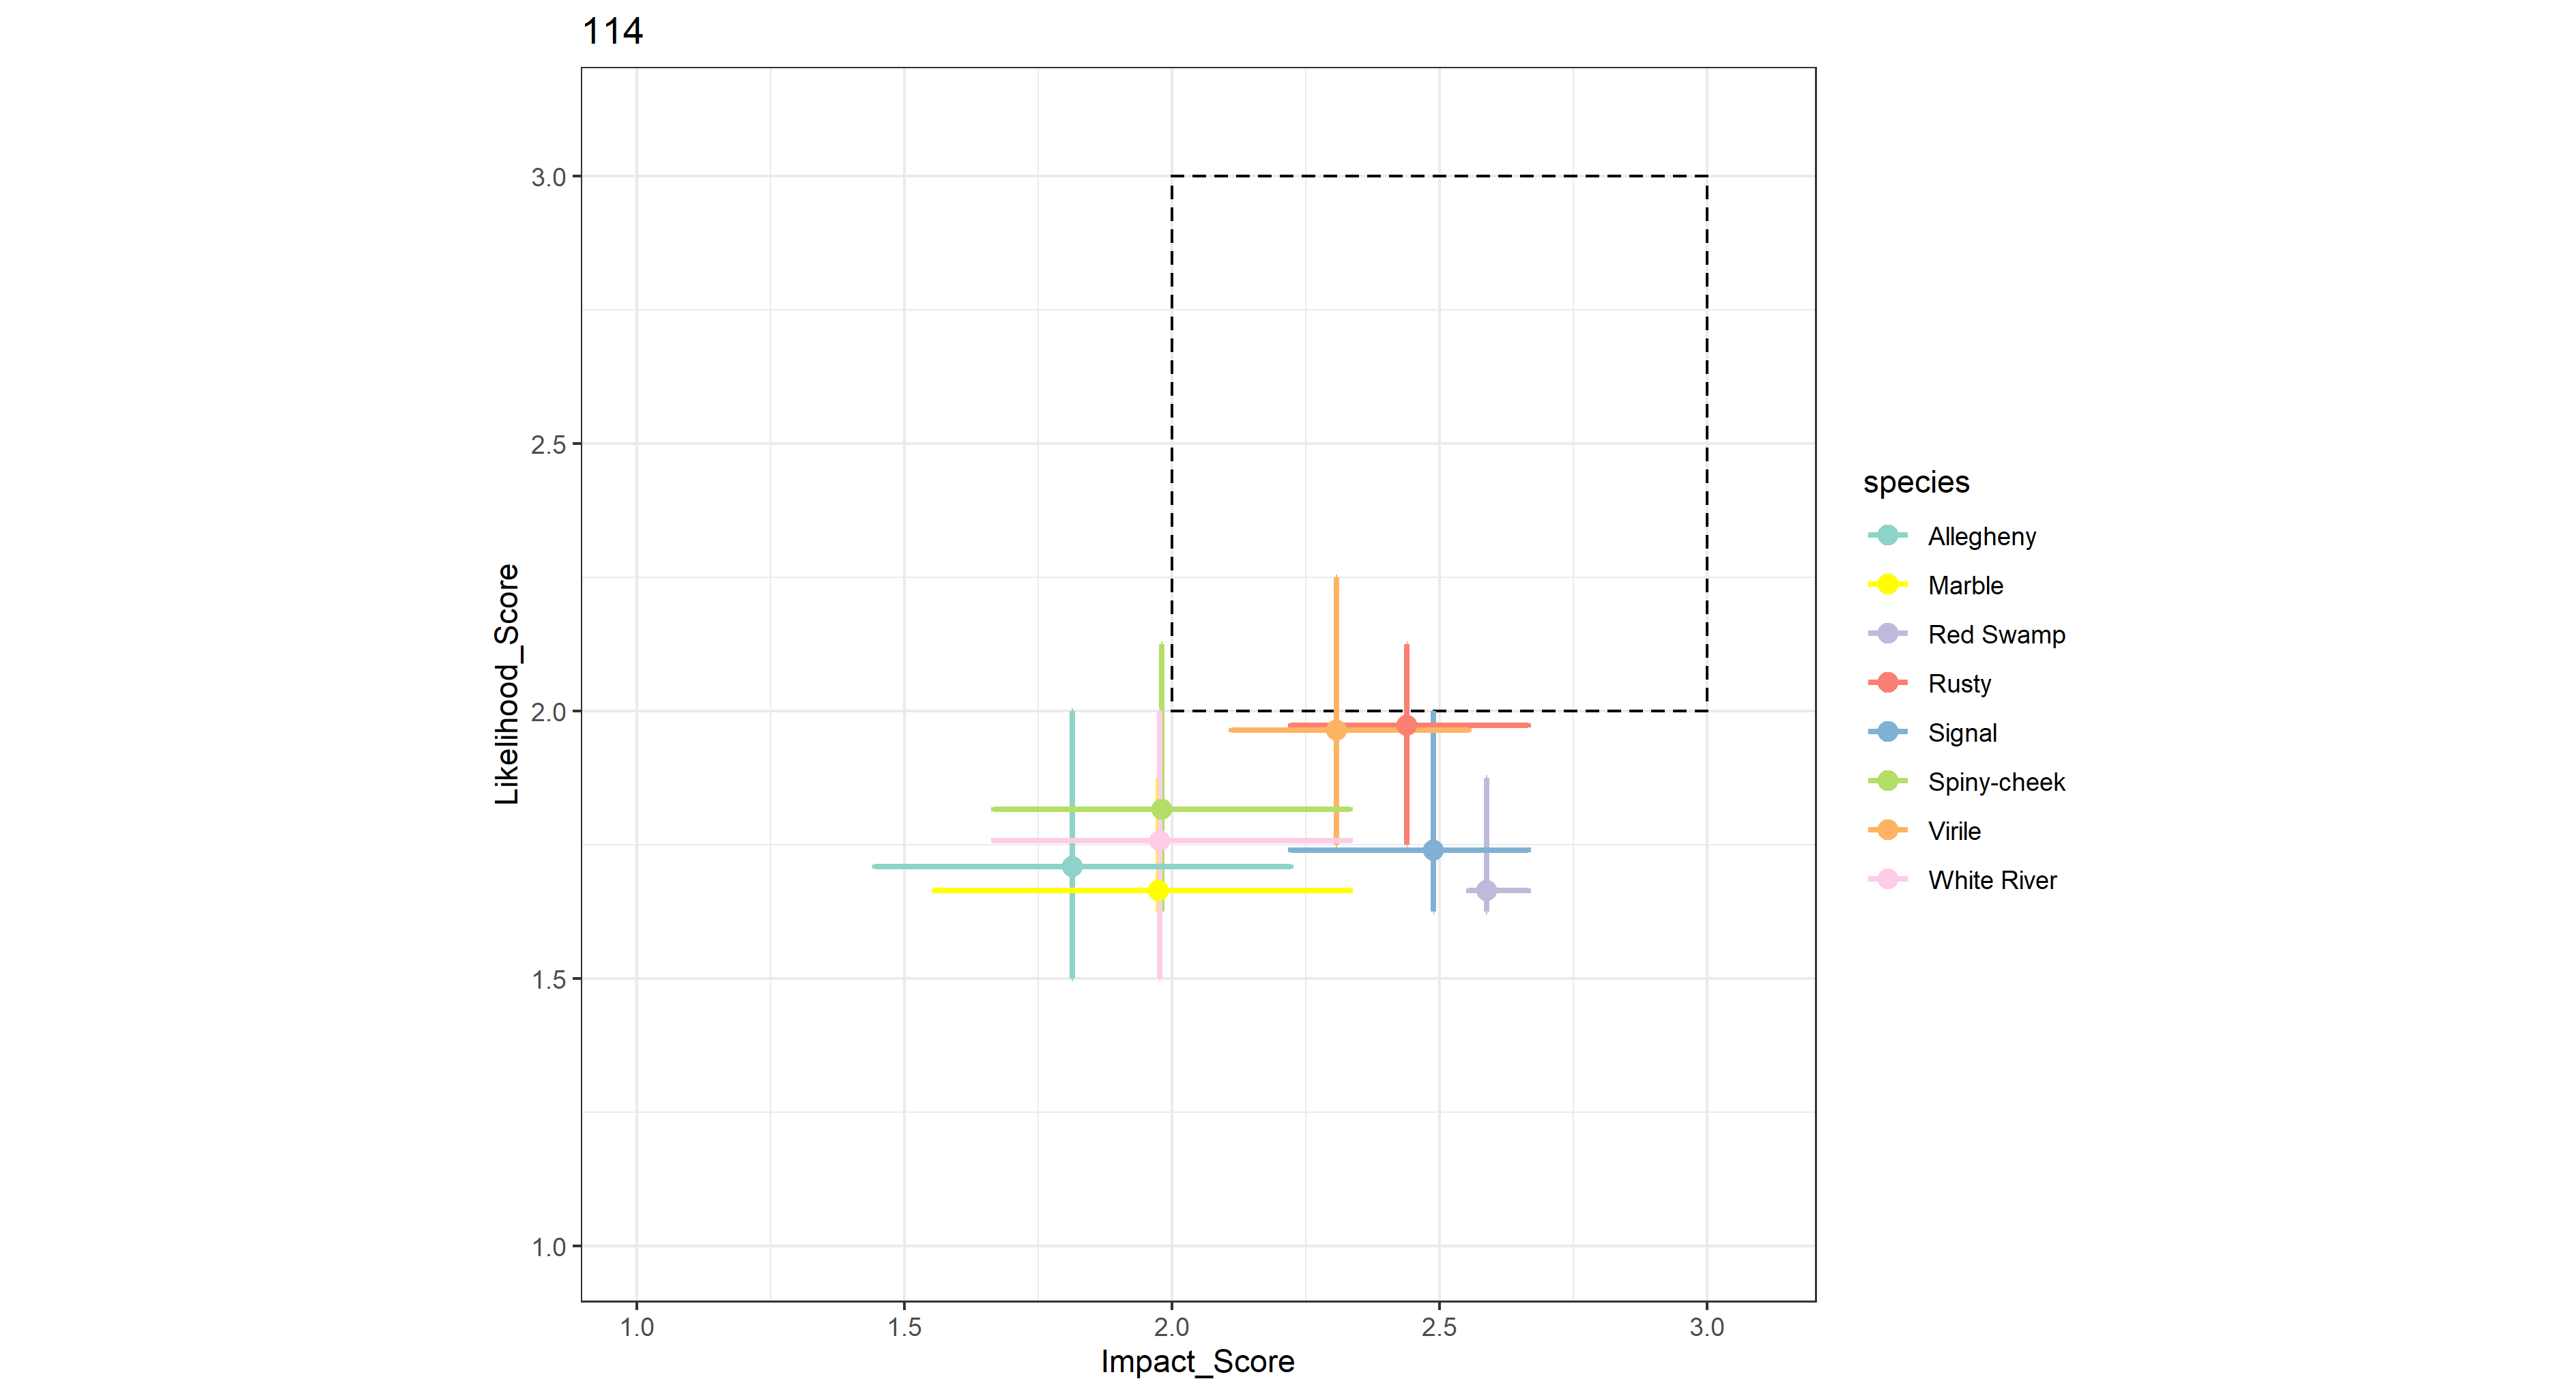 114
3.0
2.5
2.0
1.5
1.0
Likelihood_Score
1.0 1.5 2.0 2.5 3.0
Impact_Score
species
Allegheny
Marble
Red Swamp
Rusty
Signal
Spiny-cheek
Virile
White River